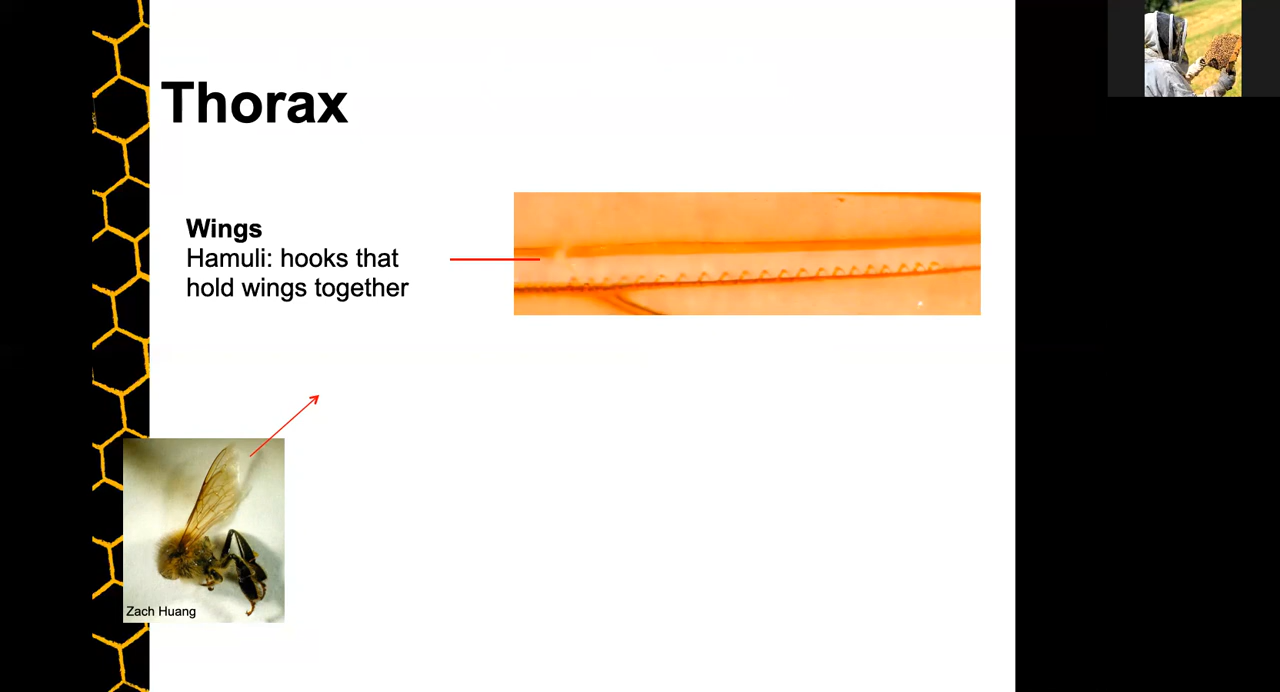 Thorax
Wings
Hamuli: hooks that
hold wings together
Zach Huang